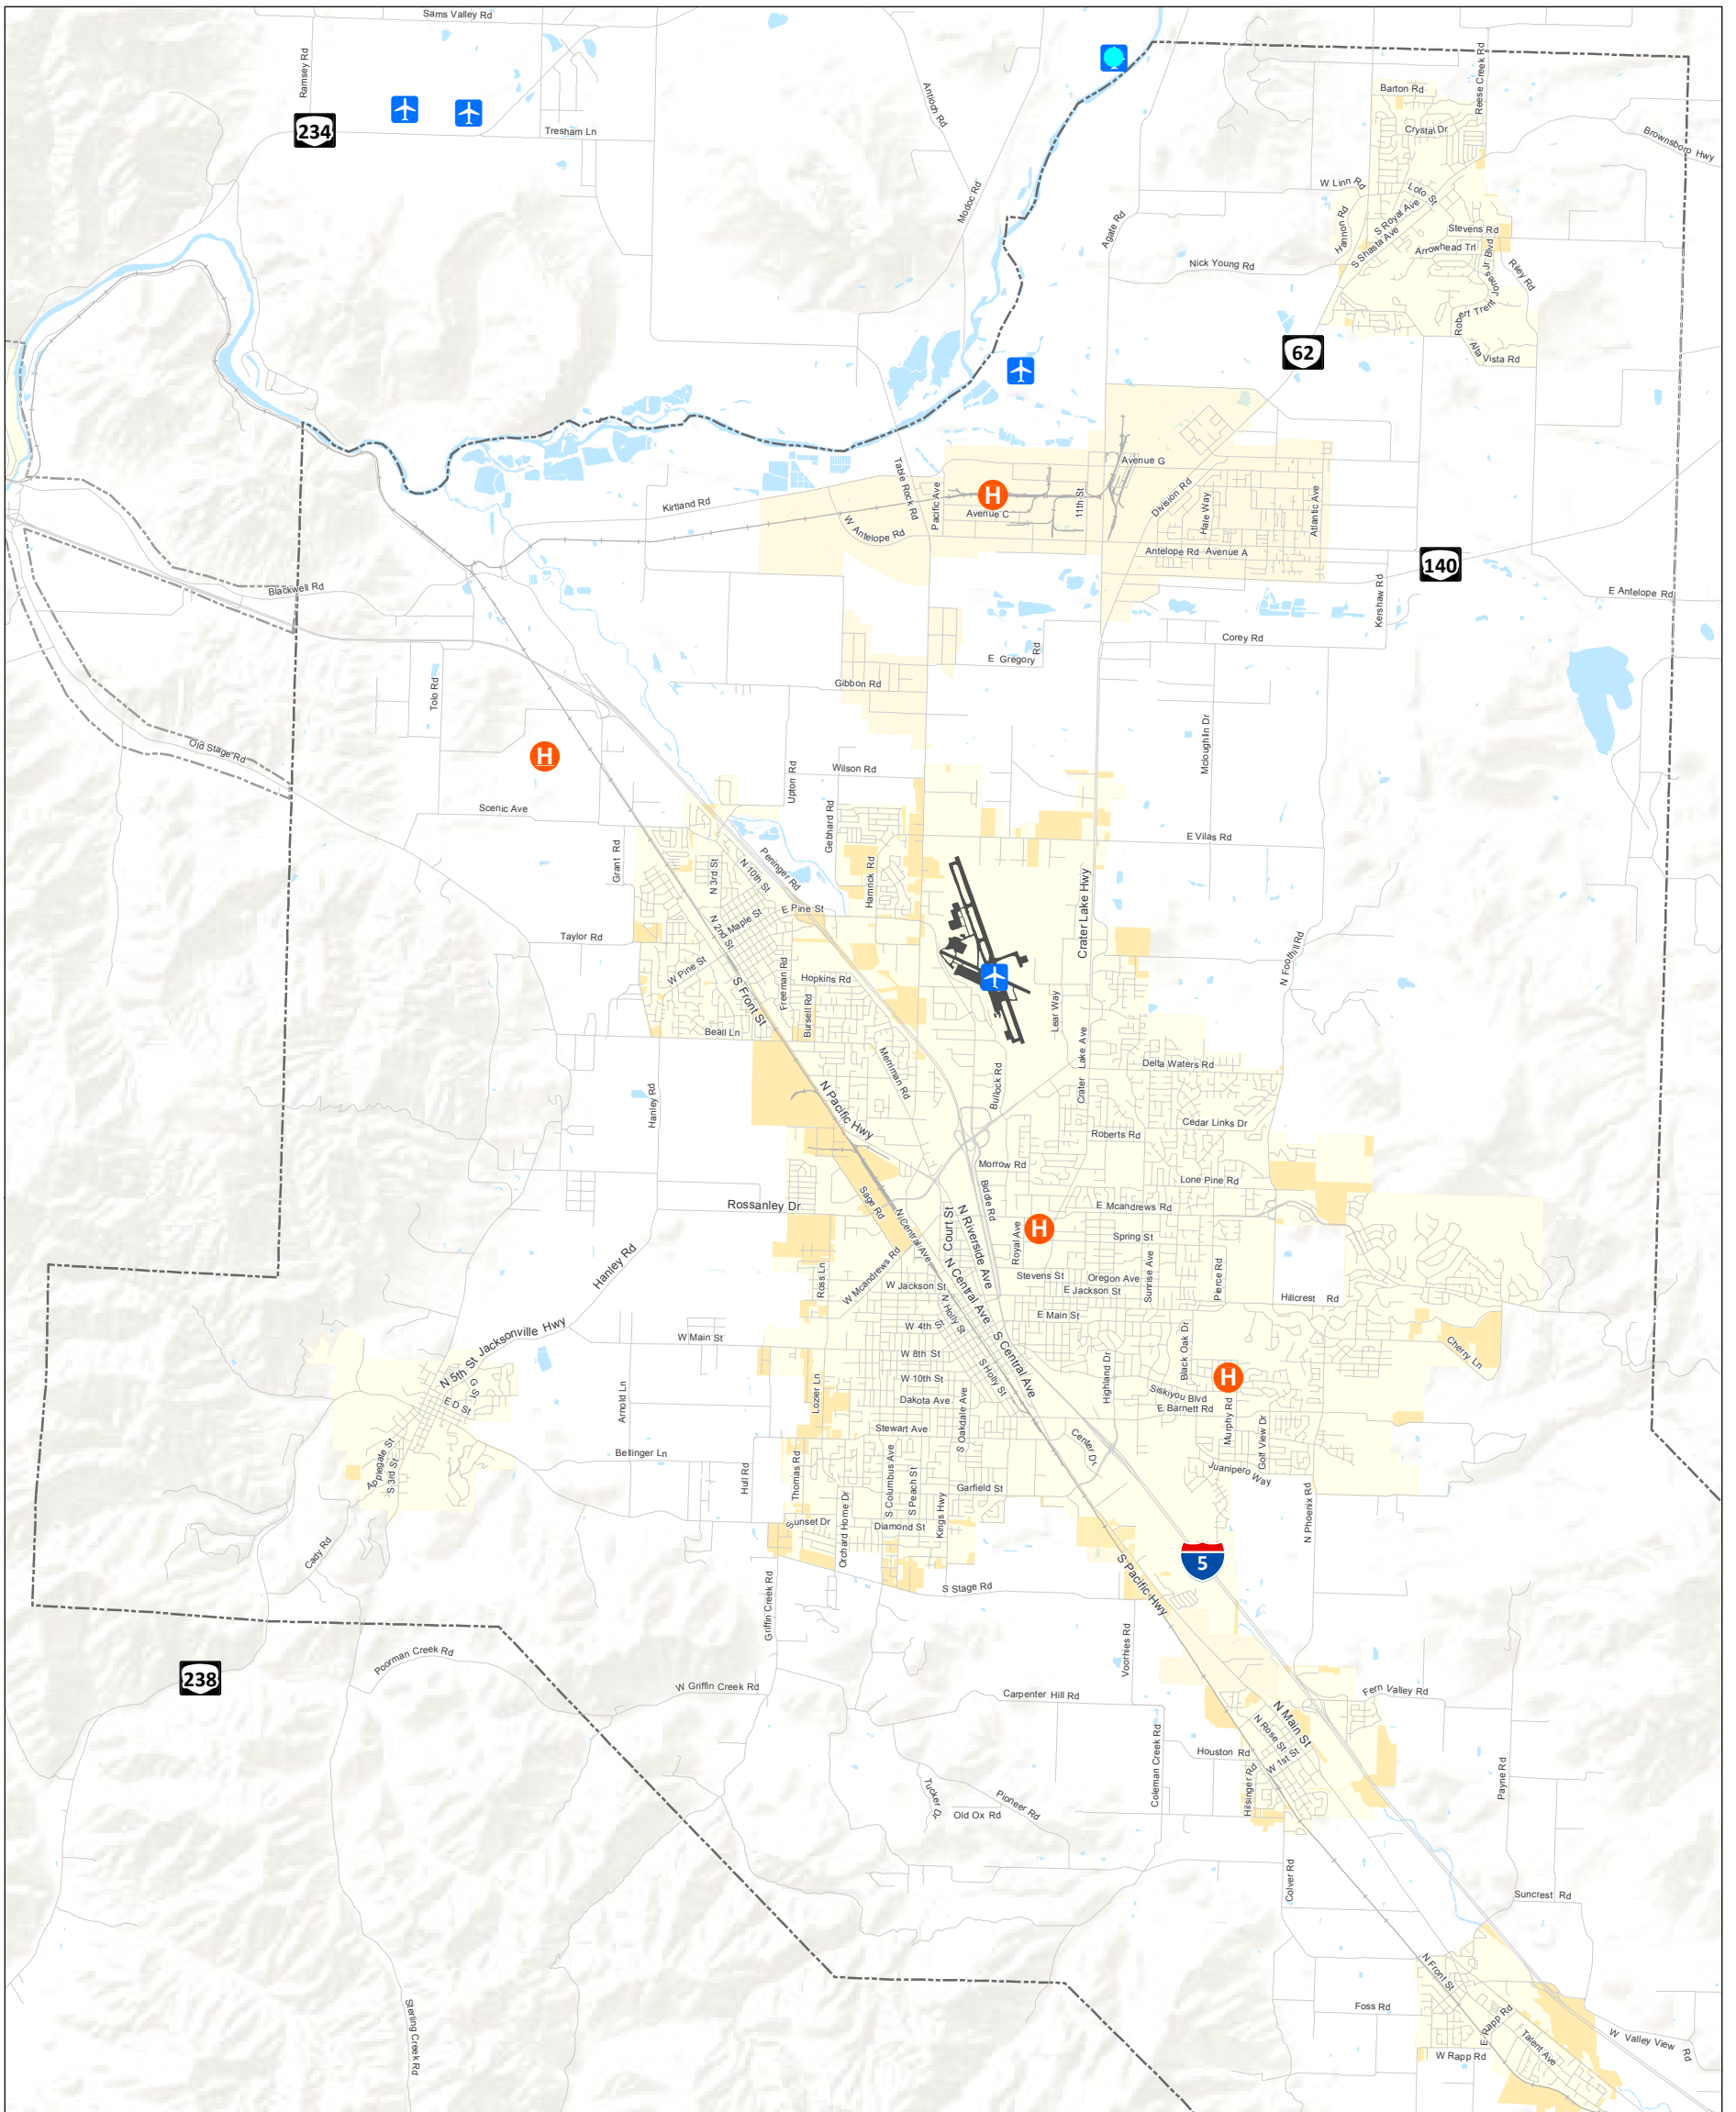 Sams Valley Rd
Ramsey Rd
234
Tresham Ln
Antioch Rd
Modoc Rd
Agate Rd
Barton Rd
Reese Creek Rd
Crystal Dr
Brownsboro Hwy
W Linn Rd
Loto St
Hannon Rd
S Royal Ave
S Shasta Ave
Stevens Rd
Arrowhead Trl
Nick Young Rd
Riley Rd
Robert Trent Jones Jr Blvd
Alta Vista Rd
62
Table Rock Rd
Avenue G
Kirtland Rd
Pacific Ave
H
Avenue C
11th St
Division Rd
Hale Way
Atlantic Ave
W Antelope Rd
Antelope Rd
Avenue A
140
Blackwell Rd
Kershaw Rd
E Antelope Rd
Corey Rd
E Gregory Rd
Tolo Rd
Gibbon Rd
Old Stage Rd
H
Mcloughlin Dr
Upton Rd
Wilson Rd
Scenic Ave
Gebhard Rd
E Vilas Rd
Grant Rd
N 3rd St
N 10th St
Peninger Rd
Hamrick Rd
Crater Lake Hwy
Maple St
E Pine St
N 2nd St
Taylor Rd
N Foothill Rd
W Pine St
Freeman Rd
Hopkins Rd
S Front St
Bursell Rd
Lear Way
Beall Ln
Merriman Rd
Crater Lake Ave
Delta Waters Rd
Bullock Rd
Hanley Rd
N Pacific Hwy
Cedar Links Dr
Roberts Rd
Morrow Rd
Lone Pine Rd
Biddle Rd
Sage Rd
Rossanley Dr
N Central Ave
Court St
N Riverside Ave
E Mcandrews Rd
Royal Ave
H
Spring St
Hanley Rd
Ross Ln
W Mcandrews Rd
W Jackson St
N Central Ave
Stevens St
Oregon Ave
E Jackson St
Sunrise Ave
Pierce Rd
Hillcrest Rd
N Holly St
E Main St
W 4th St
W Main St
N 5th St
Jacksonville Hwy
S Central Ave
Black Oak Dr
Cherry Ln
W 8th St
S Holly St
Highland Dr
H
G St
E D St
W 10th St
Arnold Ln
Lozier Ln
Dakota Ave
Siskiyou Blvd
E Barnett Rd
S Oakdale Ave
Stewart Ave
Murphy Rd
Golf View Dr
Center Dr
Bellinger Ln
Applegate St
S 3rd St
Hull Rd
Thomas Rd
S Columbus Ave
S Peach St
Garfield St
Juanipero Way
N Phoenix Rd
Kings Hwy
Orchard Home Dr
Sunset Dr
Diamond St
Cady Rd
S Pacific Hwy
5
S Stage Rd
Griffin Creek Rd
Voorhies Rd
Poorman Creek Rd
238
W Griffin Creek Rd
Carpenter Hill Rd
Fern Valley Rd
N Main St
N Rose St
W 1st St
Coleman Creek Rd
Houston Rd
Hilsinger Rd
Payne Rd
Tucker Dr
Pioneer Rd
Old Ox Rd
Colver Rd
Suncrest Rd
N Front St
Sterling Creek Rd
Foss Rd
E Rapp Rd
Talent Ave
W Valley View Rd
W Rapp Rd